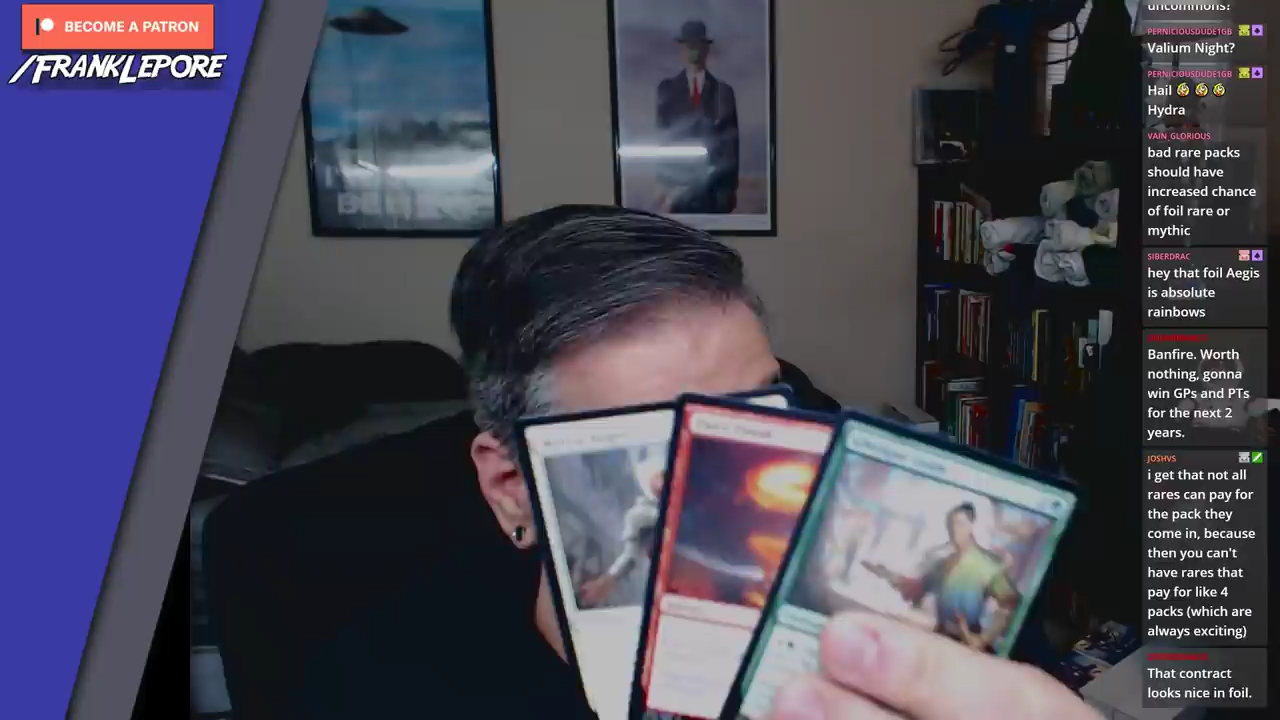 BECOME A PATRON
/FRANKLEPORE
uncommons?
PERNICIOUSDUDE1GB
Valium Night?
PERNICIOUSDUDE1GB
Hail
Hydra
VAIN_GLORIOUS
bad rare packs
should have
increased chance
of foil rare or
mythic
SIBERDRAC
hey that foil Aegis
is absolute
rainbows
Banfire. Worth
nothing, gonna
win GPs and PTs
for the next 2
years.
JOSHVS
i get that not all
rares can pay for
the pack they
come in, because
then you can't
have rares that
pay for like 4
packs (which are
always exciting)
That contract
looks nice in foil.